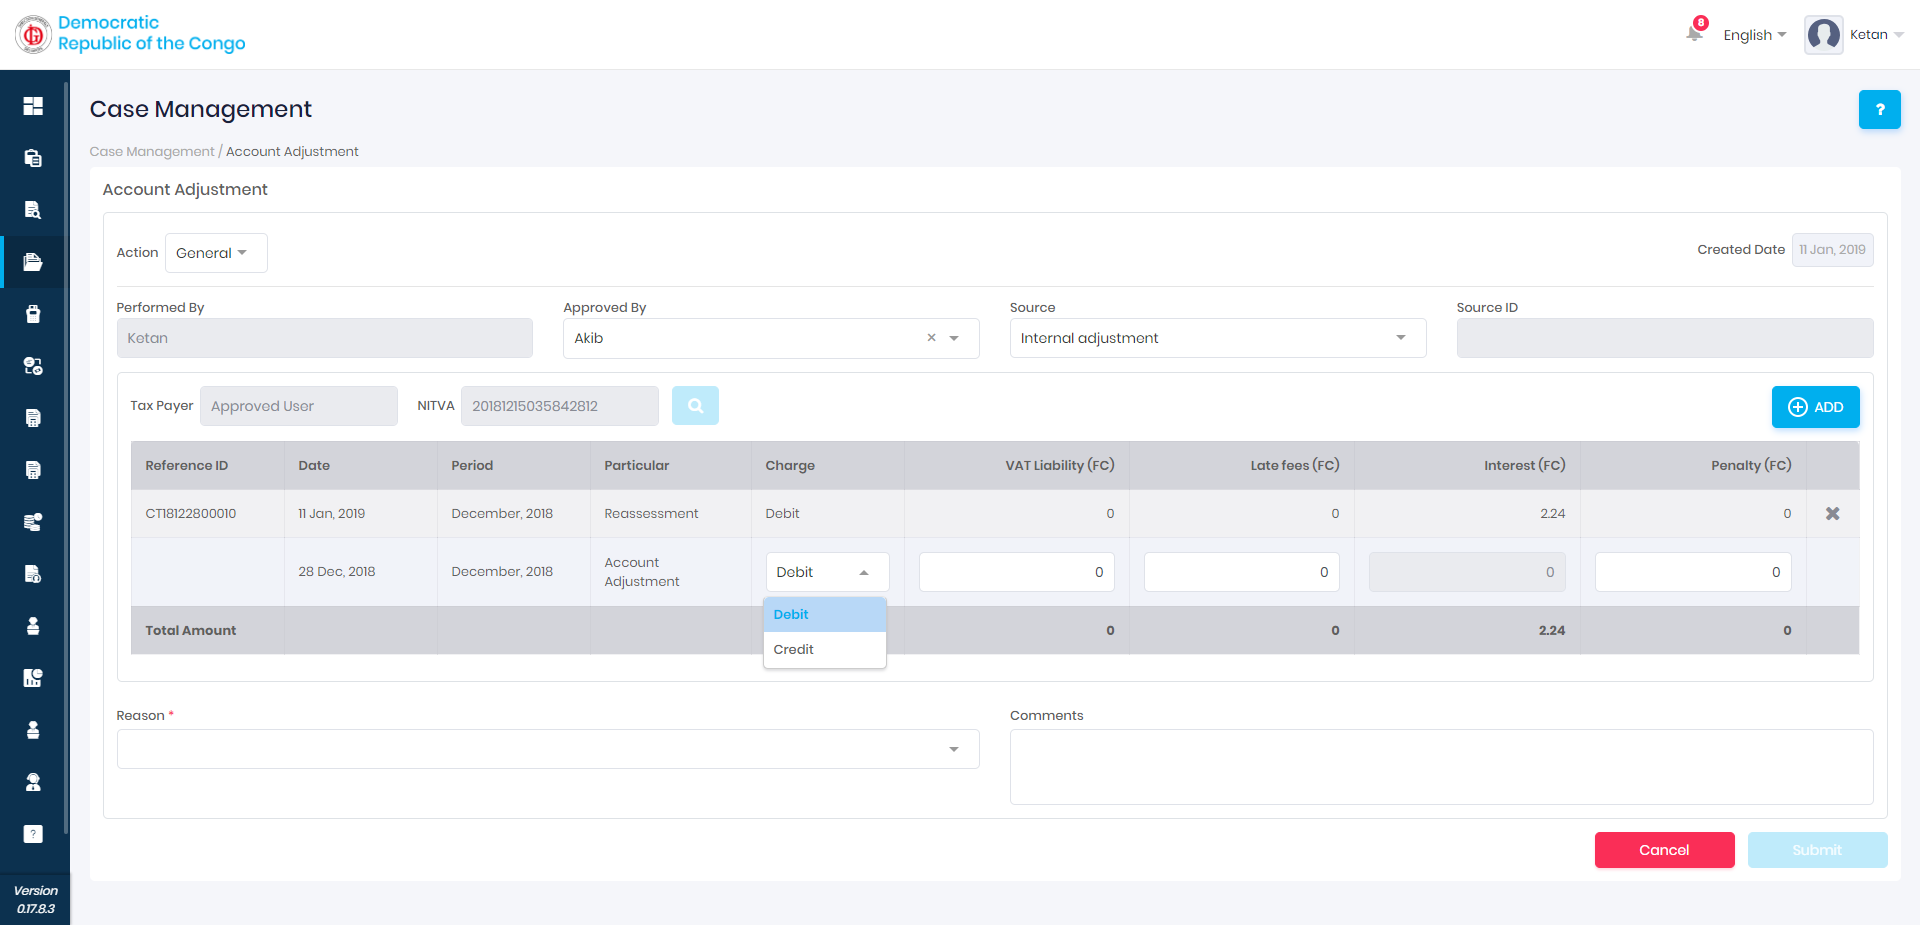 Democratic
Republic of the Congo
8
English
Ketan
Case Management
?
Case Management / Account Adjustment
Account Adjustment
Action
General
Created Date
11 Jan, 2019
Performed By
Approved By
Source
Source ID
Ketan
Akib
×
Internal adjustment
Tax Payer
Approved User
NITVA
20181215035842812
ADD
Reference ID
Date
Period
Particular
Charge
VAT Liability (FC)
Late fees (FC)
Interest (FC)
Penalty (FC)
CT18122800010
11 Jan, 2019
December, 2018
Reassessment
Debit
0
0
2.24
0
28 Dec, 2018
December, 2018
Account
Adjustment
Debit
0
0
0
0
Debit
Credit
Total Amount
0
0
2.24
0
Reason *
Comments
Cancel
Submit
?
Version
0.17.8.3